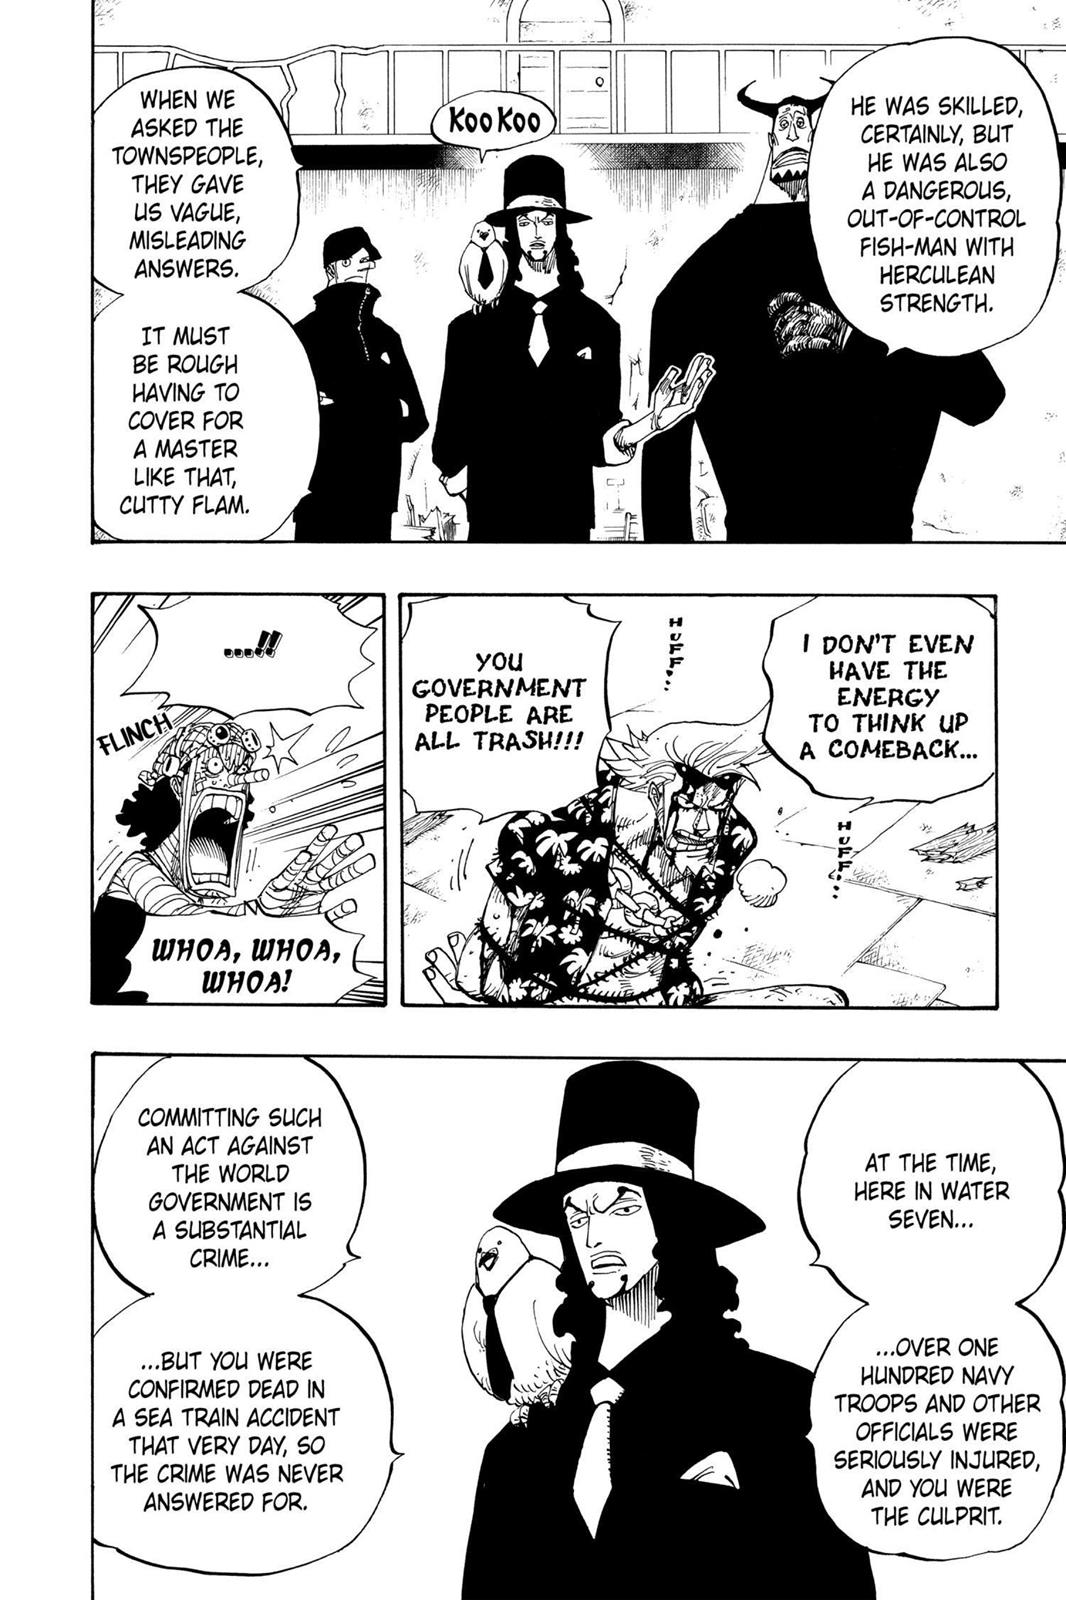 HE WAS SKILLED,
CERTAINLY, BUT
HE WAS ALSO
A DANGEROUS,
OUT-OF-CONTROL
FISH-MAN WITH
HERCULEAN
STRENGTH.
KOO KOO
WHEN WE
ASKED THE
TOWNSPEOPLE,
THEY GAVE
US VAGUE,
MISLEADING
ANSWERS.
IT MUST
BE ROUGH
HAVING TO
COVER FOR
A MASTER
LIKE THAT,
CUTTY FLAM.
I DON'T EVEN
HAVE THE
ENERGY
TO THINK UP
A COMEBACK...
HUFF...
HUFF...
YOU
GOVERNMENT
PEOPLE ARE
ALL TRASH!!!
....!!
FLINCH
WHOA, WHOA,
WHOA!
AT THE TIME,
HERE IN WATER
SEVEN...
...OVER ONE
HUNDRED NAVY
TROOPS AND OTHER
OFFICIALS WERE
SERIOUSLY INJURED,
AND YOU WERE
THE CULPRIT.
COMMITTING SUCH
AN ACT AGAINST
THE WORLD
GOVERNMENT IS
A SUBSTANTIAL
CRIME...
...BUT YOU WERE
CONFIRMED DEAD IN
A SEA TRAIN ACCIDENT
THAT VERY DAY, SO
THE CRIME WAS NEVER
ANSWERED FOR.